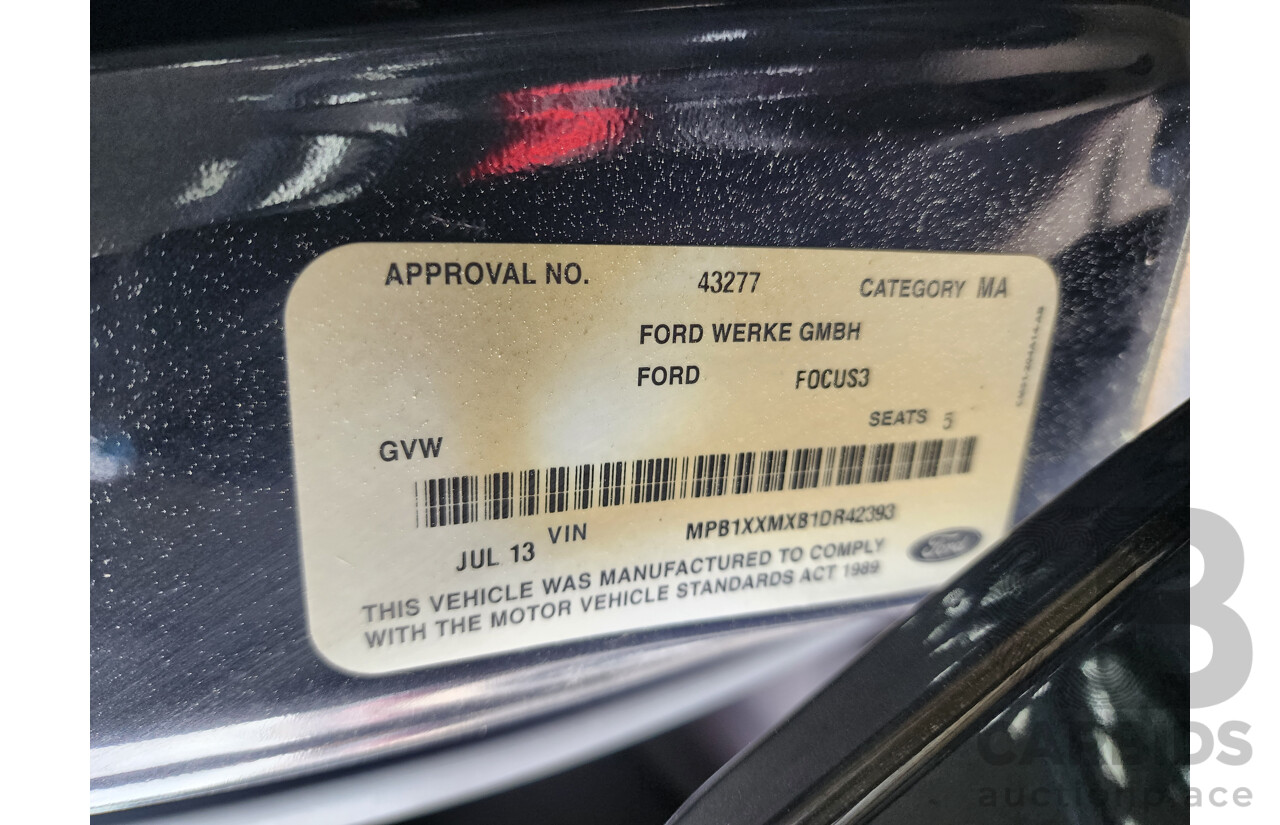 APPROVAL NO. 43277 CATEGORY MA
FORD WERKE GMBH
FORD FOCUS3
SEATS 5
GVW
JUL 13 VIN MPB1XXMXB1DR42393
THIS VEHICLE WAS MANUFACTURED TO COMPLY
WITH THE MOTOR VEHICLE STANDARDS ACT 1989
Ford
CARBIDS
auctionplace